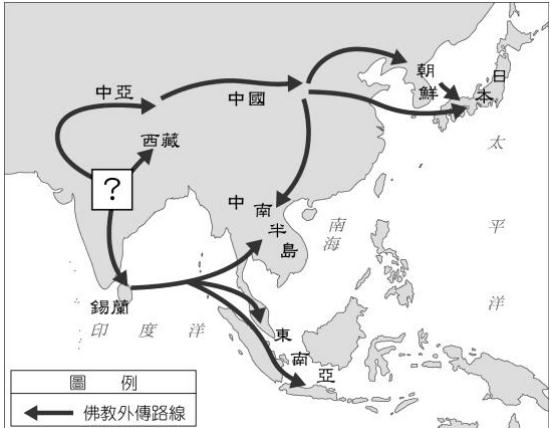 日
本
朝
鮮
中亞
中國
西藏
太
平
洋
?
中
南
半
島
南
海
錫蘭
印度洋
東
南
亞
圖例
佛教外傳路線